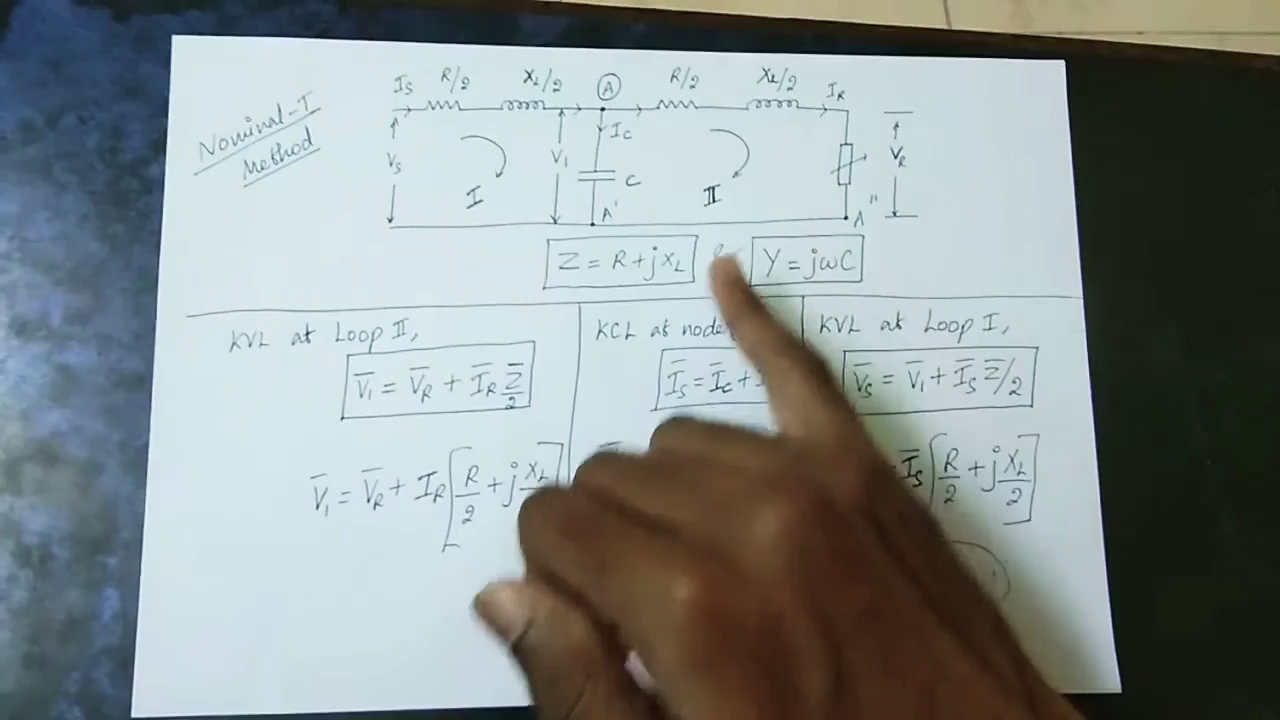 Nominal-T
Method
Is R/2 XL/2 A R/2 XL/2 IR
Vs I V1 Ic C A' II VR A"
Z = R + jXL
Y = jωC
KVL at Loop II,
V̄1 = V̄R + ĪR Z̄/2
V̄1 = V̄R + IR [R/2 + j XL
KCL at node
Īs = Īc +
KVL at Loop I,
V̄s = V̄1 + Īs Z̄/2
Īs [R/2 + j XL/2]